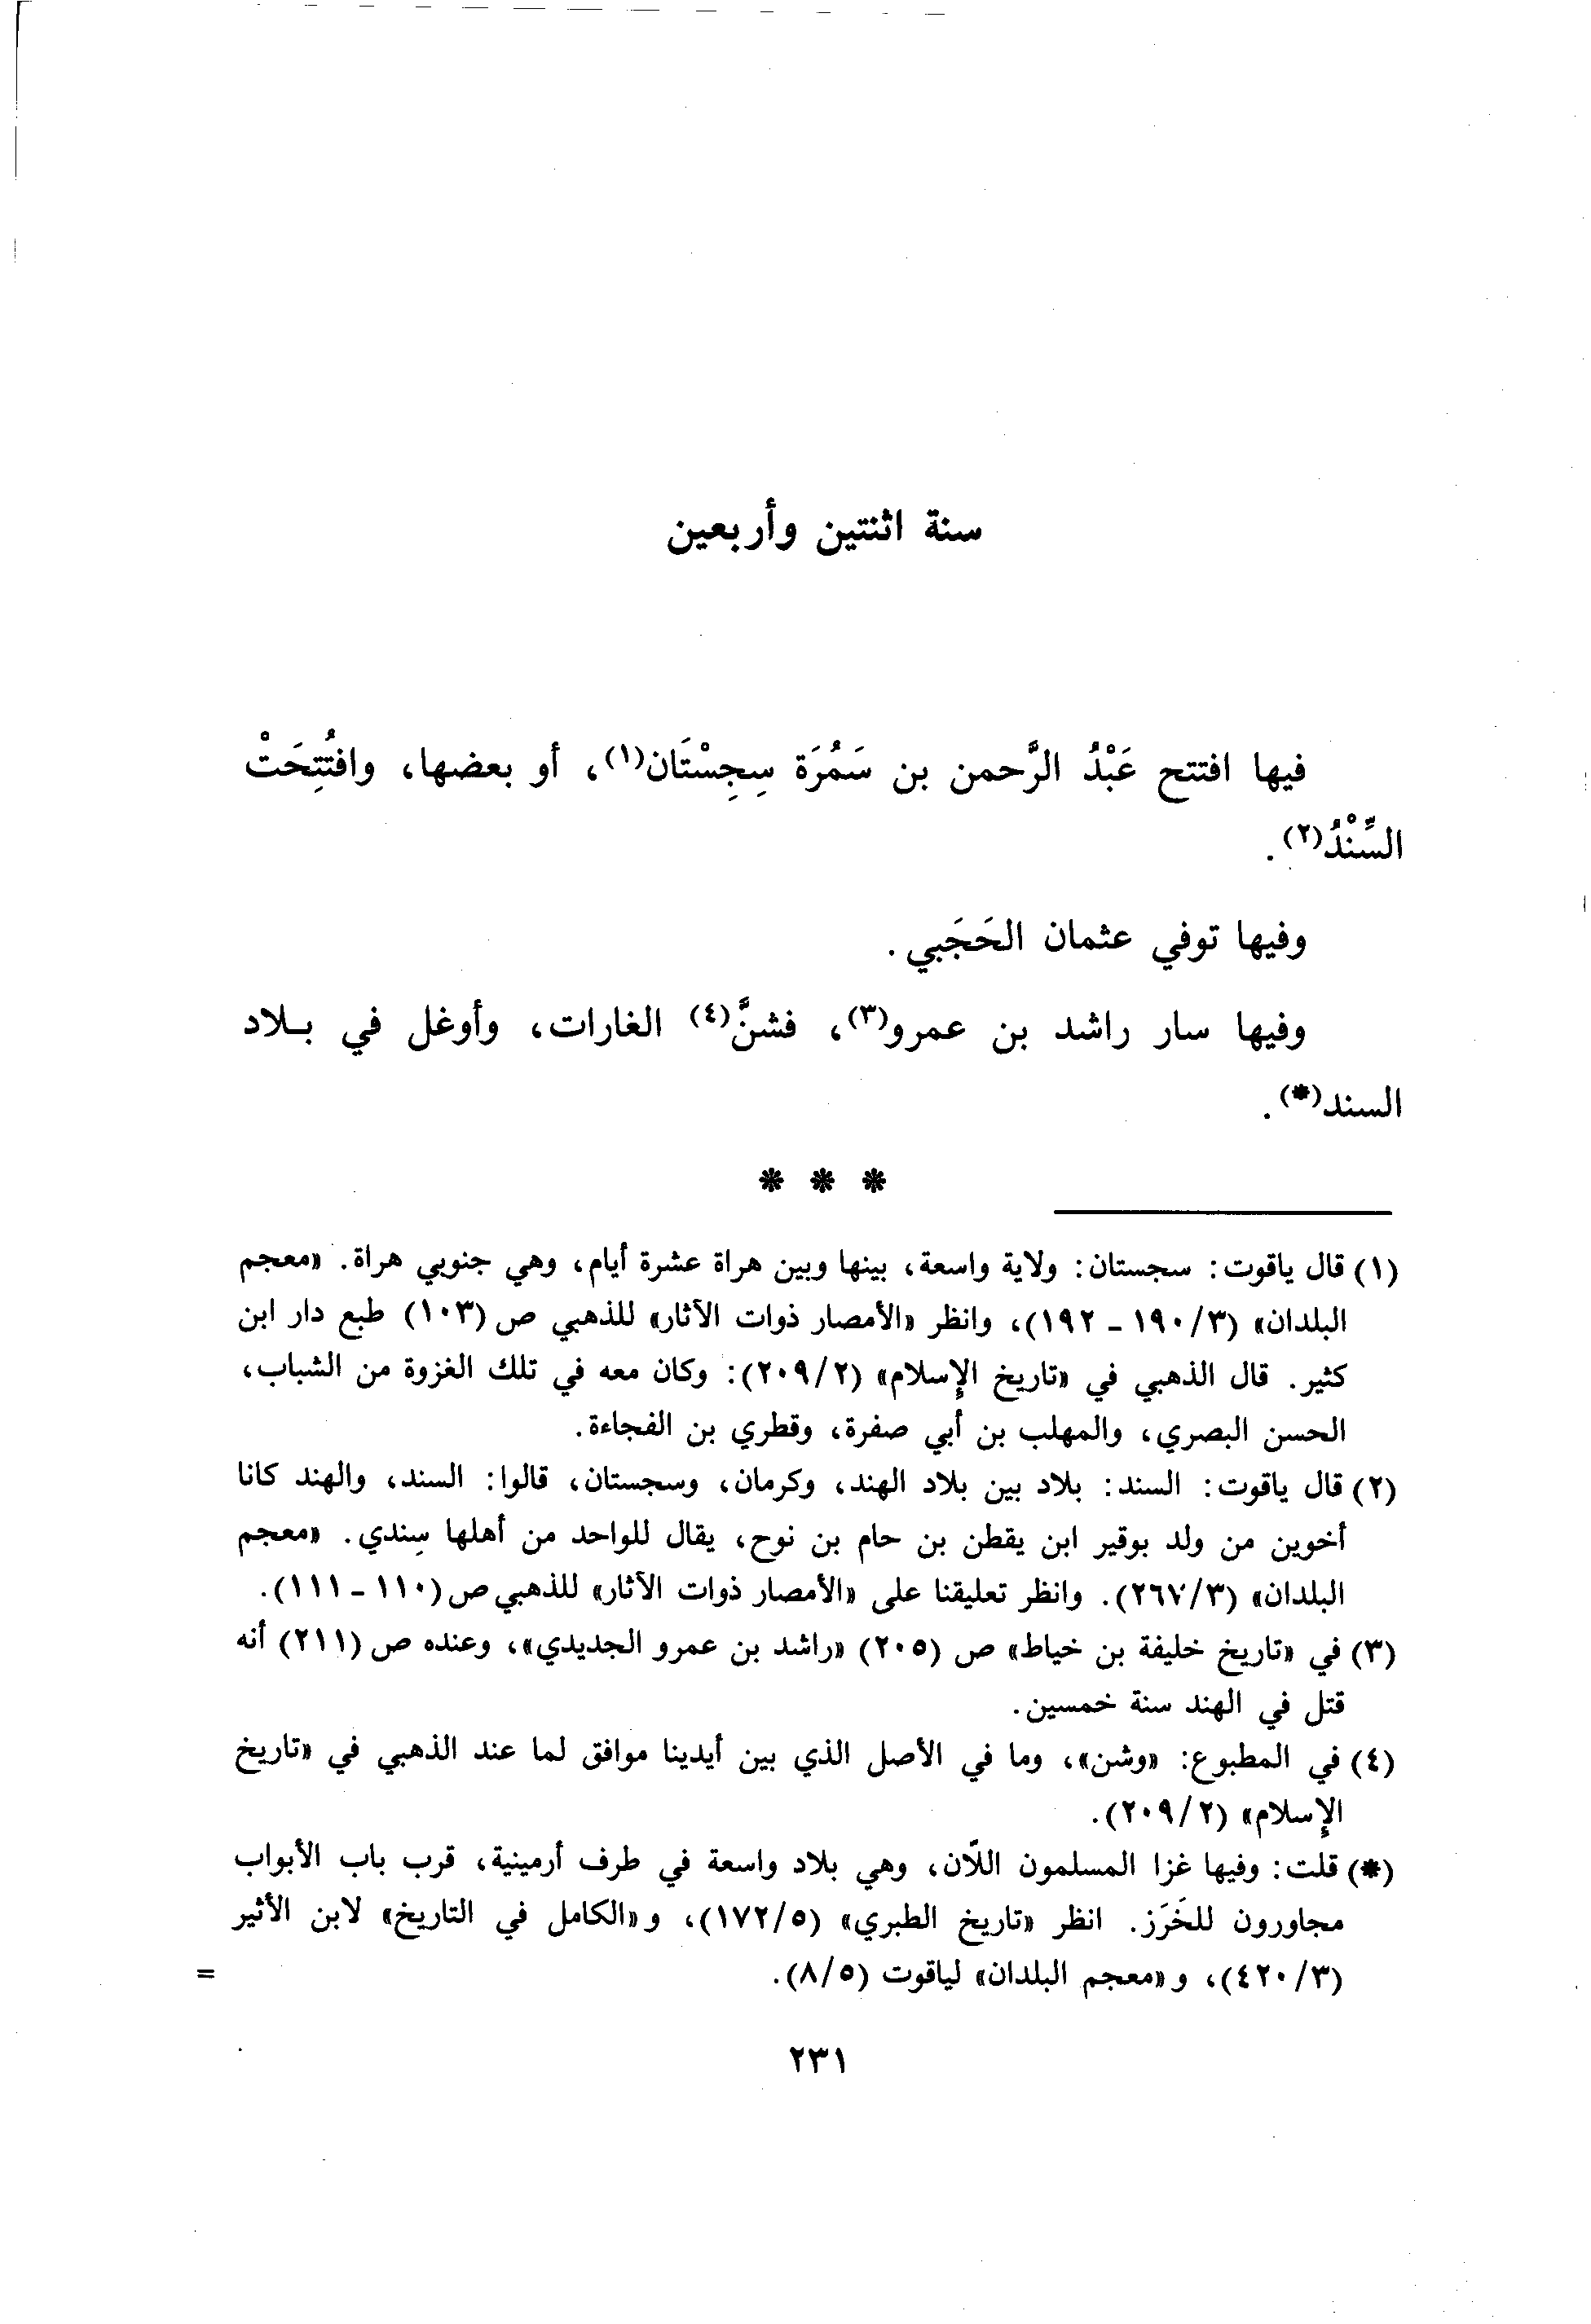 سنة اثنتين وأربعين
فيها افتتح عَبْدُ الرَّحمن بن سَمُرَة سِجِسْتَان(١)، أو بعضها، وافتُتِحَتْ
السِّنْدُ(٢).
وفيها توفي عثمان الحَجَبي.
وفيها سار راشد بن عمرو(٣)، فشنَّ(٤) الغارات، وأوغل في بـلاد
السند(*).
* * *
(١) قال ياقوت: سجستان: ولاية واسعة، بينها وبين هراة عشرة أيام، وهي جنوبي هراة. «معجم
البلدان» (٣/ ١٩٠ - ١٩٢)، وانظر «الأمصار ذوات الآثار» للذهبي ص (١٠٣) طبع دار ابن
كثير. قال الذهبي في «تاريخ الإسلام» (٢/ ٢٠٩): وكان معه في تلك الغزوة من الشباب،
الحسن البصري، والمهلب بن أبي صفرة، وقطري بن الفجاءة.
(٢) قال ياقوت: السند: بلاد بين بلاد الهند، وكرمان، وسجستان، قالوا: السند، والهند كانا
أخوين من ولد بوقير ابن يقطن بن حام بن نوح، يقال للواحد من أهلها سِندي. «معجم
البلدان» (٣/ ٢٦٧). وانظر تعليقنا على «الأمصار ذوات الآثار» للذهبي ص (١١٠ - ١١١).
(٣) في «تاريخ خليفة بن خياط» ص (٢٠٥) «راشد بن عمرو الجديدي»، وعنده ص (٢١١) أنه
قتل في الهند سنة خمسين.
(٤) في المطبوع: «وشن»، وما في الأصل الذي بين أيدينا موافق لما عند الذهبي في «تاريخ
الإسلام» (٢/ ٢٠٩).
(*) قلت: وفيها غزا المسلمون اللّان، وهي بلاد واسعة في طرف أرمينية، قرب باب الأبواب
مجاورون للخَرَز. انظر «تاريخ الطبري» (٥/ ١٧٢)، و«الكامل في التاريخ» لابن الأثير
(٣/ ٤٢٠)، و«معجم البلدان» لياقوت (٥/ ٨). =
٢٣١